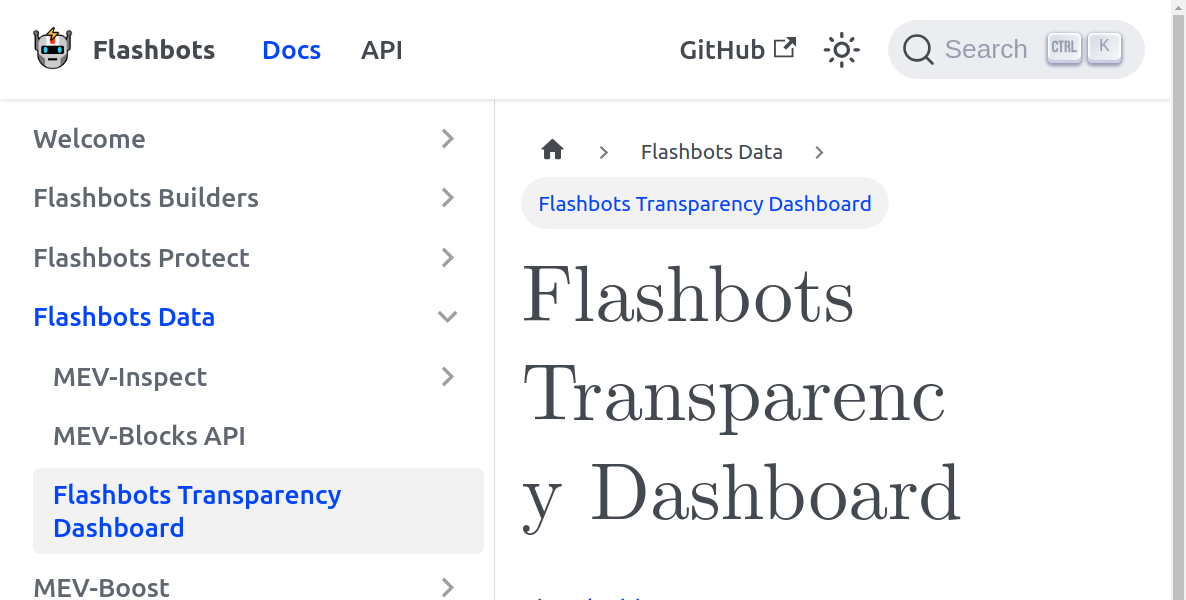 Flashbots Docs API GitHub Search CTRL K
Welcome
Flashbots Builders
Flashbots Protect
Flashbots Data
MEV-Inspect
MEV-Blocks API
Flashbots Transparency
Dashboard
MEV-Boost
Flashbots Data
Flashbots Transparency Dashboard
Flashbots
Transparenc
y Dashboard